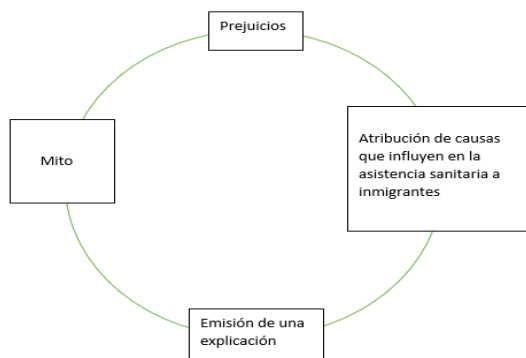 Prejuicios
Atribución de causas
que influyen en la
asistencia sanitaria a
inmigrantes
Mito
Emisión de una
explicación